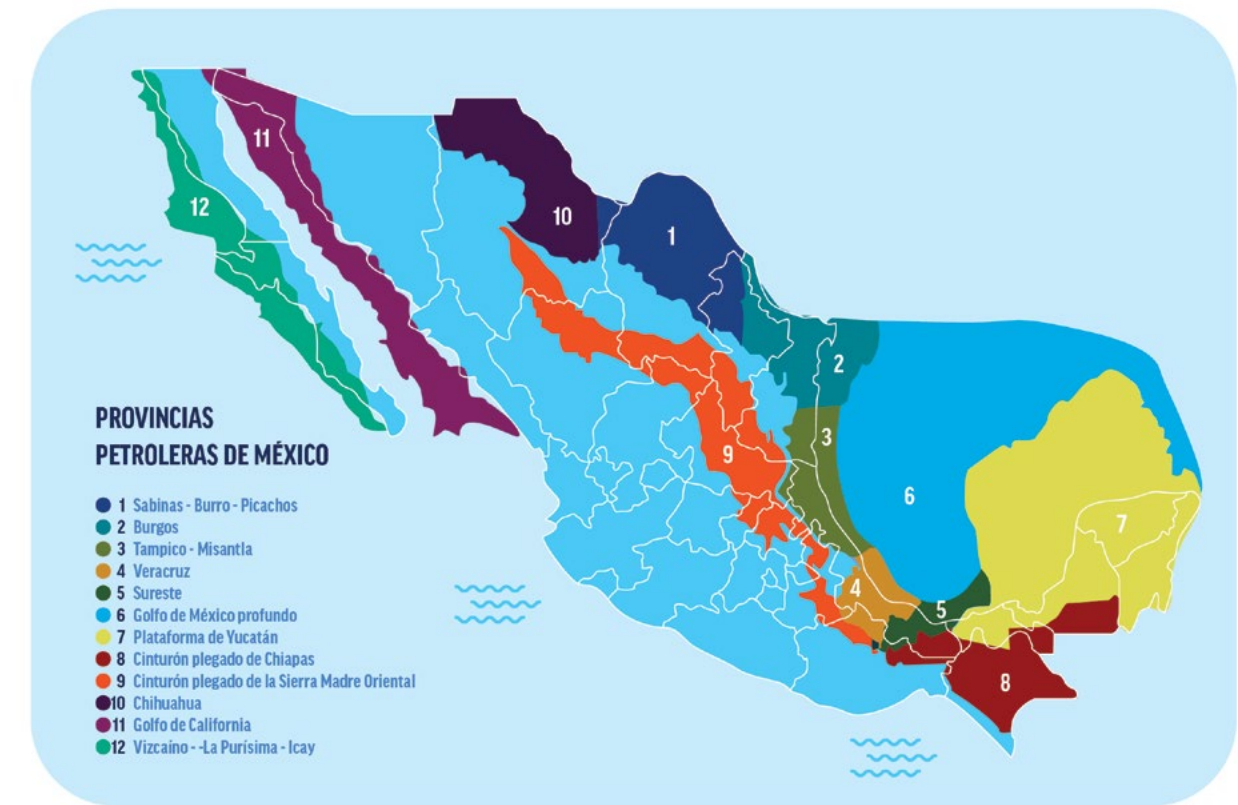 PROVINCIAS
PETROLERAS DE MÉXICO
1 Sabinas - Burro - Picachos
2 Burgos
3 Tampico - Misantla
4 Veracruz
5 Sureste
6 Golfo de México profundo
7 Plataforma de Yucatán
8 Cinturón plegado de Chiapas
9 Cinturón plegado de la Sierra Madre Oriental
10 Chihuahua
11 Golfo de California
12 Vizcaíno - -La Purísima - Icay
11
12
10
1
2
3
9
6
7
4
5
8